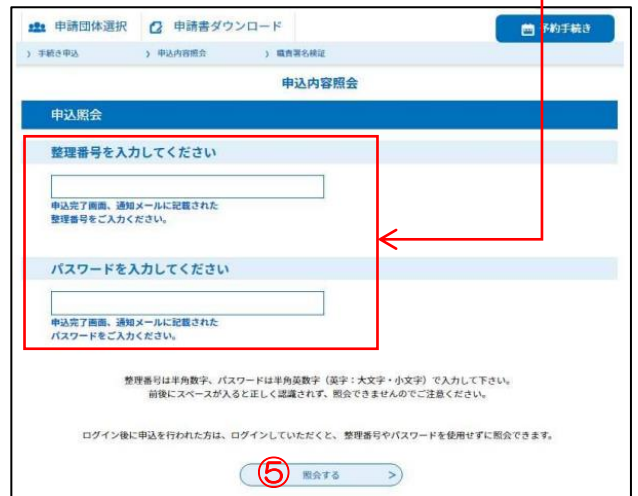 申請団体選択 申請書ダウンロード 予約手続き
〉 手続き申込 〉 申込内容照会 〉 職責署名検証
申込内容照会
申込照会
整理番号を入力してください
申込完了画面、通知メールに記載された
整理番号をご入力ください。
パスワードを入力してください
申込完了画面、通知メールに記載された
パスワードをご入力ください。
整理番号は半角数字、パスワードは半角英数字（英字：大文字・小文字）で入力して下さい。
前後にスペースが入ると正しく認識されず、照会できませんのでご注意ください。
ログイン後に申込を行われた方は、ログインしていただくと、整理番号やパスワードを使用せずに照会できます。
⑤ 照会する >